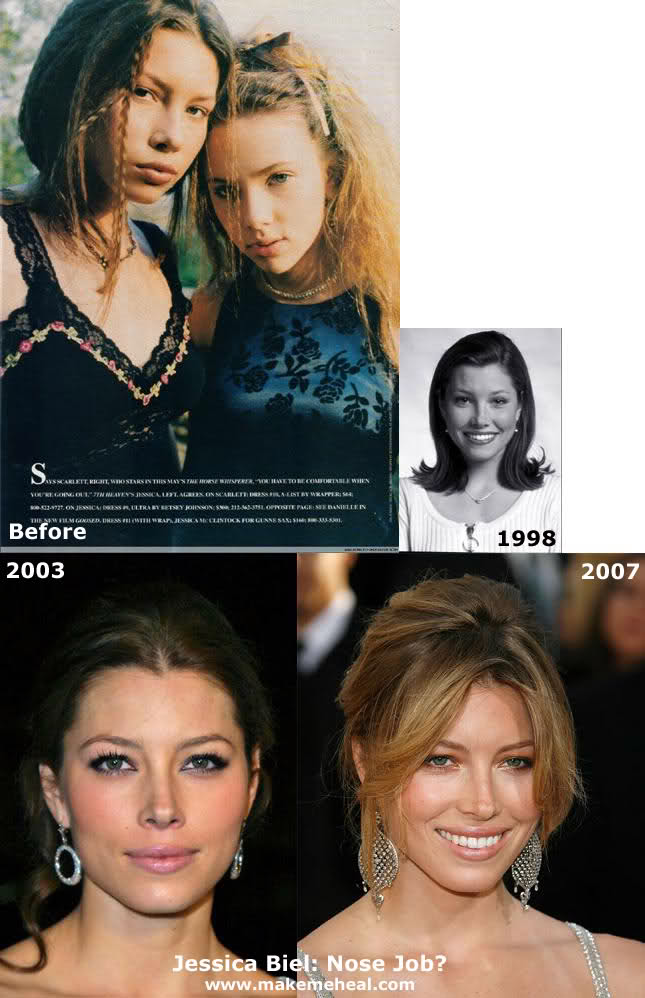 SAYS SCARLETT, RIGHT, WHO STARS IN THIS MAY'S THE HORSE WHISPERER, "YOU HAVE TO BE COMFORTABLE WHEN
YOU'RE GOING OUT." 7TH HEAVEN'S JESSICA, LEFT, AGREES. ON SCARLETT: DRESS #10, A-LIST BY WRAPPER; $64;
800-522-9727. ON JESSICA: DRESS #9, ULTRA BY BETSEY JOHNSON; $360; 212-362-3751. OPPOSITE PAGE: SEE DANIELLE IN
THE NEW FILM GOOSED. DRESS #11 (WITH WRAP), JESSICA MC CLINTOCK FOR GUNNE SAX; $160; 800-333-5301.
Before
1998
2003
2007
Jessica Biel: Nose Job?
www.makemeheal.com